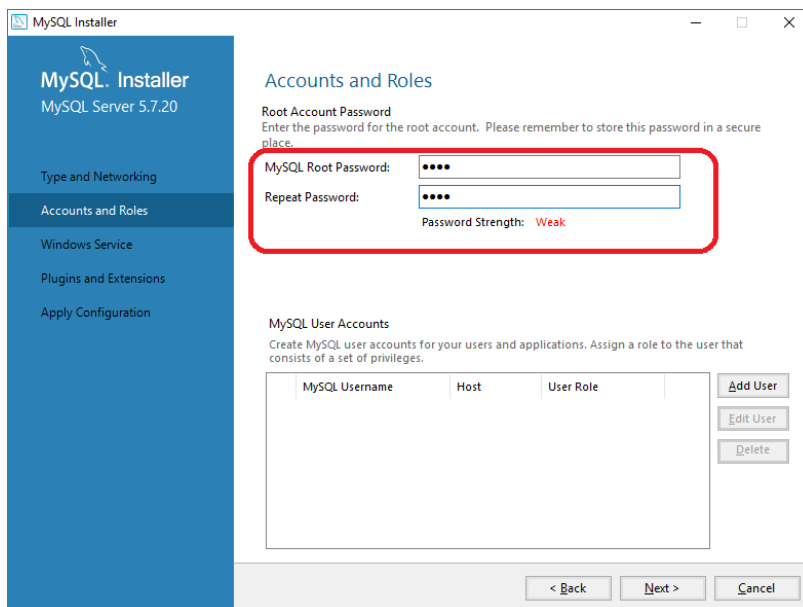 MySQL Installer
MySQL. Installer
MySQL Server 5.7.20
Type and Networking
Accounts and Roles
Windows Service
Plugins and Extensions
Apply Configuration
Accounts and Roles
Root Account Password
Enter the password for the root account. Please remember to store this password in a secure
place.
MySQL Root Password: ●●●●
Repeat Password: ●●●●
Password Strength: Weak
MySQL User Accounts
Create MySQL user accounts for your users and applications. Assign a role to the user that
consists of a set of privileges.
MySQL Username Host User Role
Add User
Edit User
Delete
< Back Next > Cancel